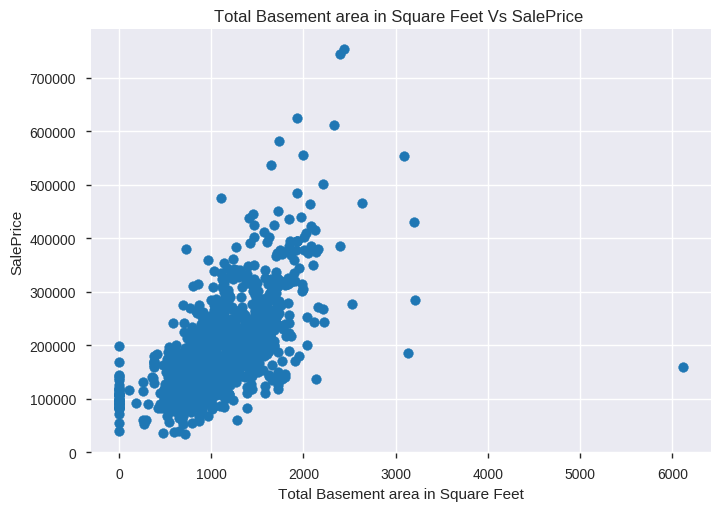 Total Basement area in Square Feet Vs SalePrice
SalePrice
700000
600000
500000
400000
300000
200000
100000
0
0 1000 2000 3000 4000 5000 6000
Total Basement area in Square Feet